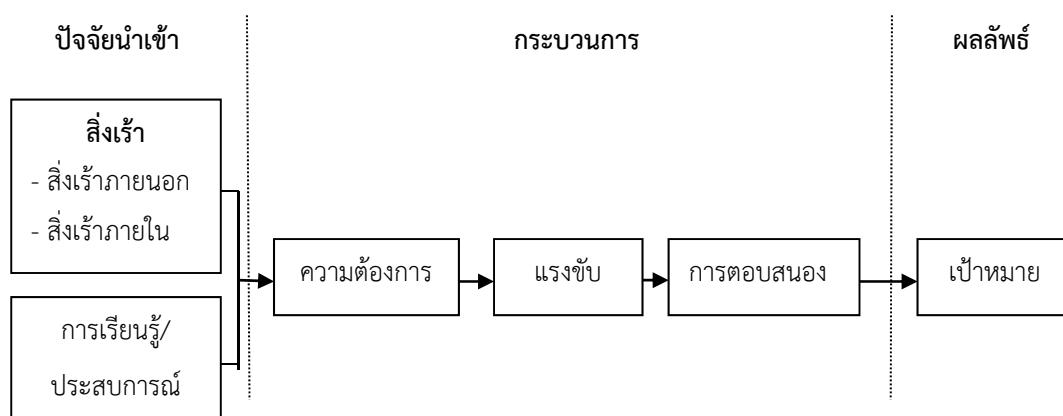 ปัจจัยนำเข้า
กระบวนการ
ผลลัพธ์
สิ่งเร้า
- สิ่งเร้าภายนอก
- สิ่งเร้าภายใน
การเรียนรู้/
ประสบการณ์
ความต้องการ
แรงขับ
การตอบสนอง
เป้าหมาย